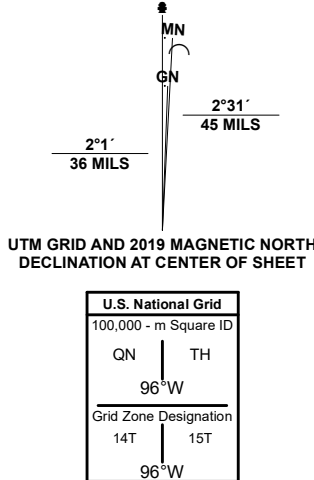 MN
GN
2°31´
45 MILS
2°1´
36 MILS
UTM GRID AND 2019 MAGNETIC NORTH
DECLINATION AT CENTER OF SHEET
U.S. National Grid
100,000 - m Square ID
QN TH
96°W
Grid Zone Designation
14T 15T
96°W